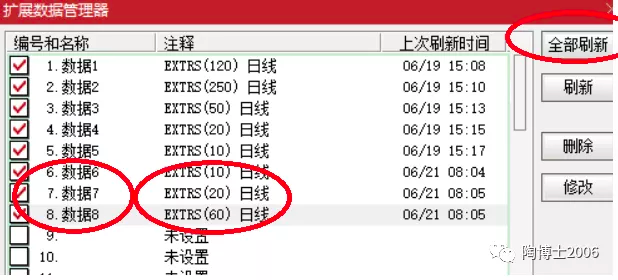 扩展数据管理器
编号和名称 注释 上次刷新时间 全部刷新
1.数据1 EXTRS(120) 日线 06/19 15:08
2.数据2 EXTRS(250) 日线 06/19 15:10 刷新
3.数据3 EXTRS(50) 日线 06/19 15:13
4.数据4 EXTRS(20) 日线 06/19 15:15
5.数据5 EXTRS(10) 日线 06/19 15:17 删除
6.数据6 EXTRS(10) 日线 06/21 08:04
7.数据7 EXTRS(20) 日线 06/21 08:05 修改
8.数据8 EXTRS(60) 日线 06/21 08:05
9. 未设置
10. 未设置
陶博士2006